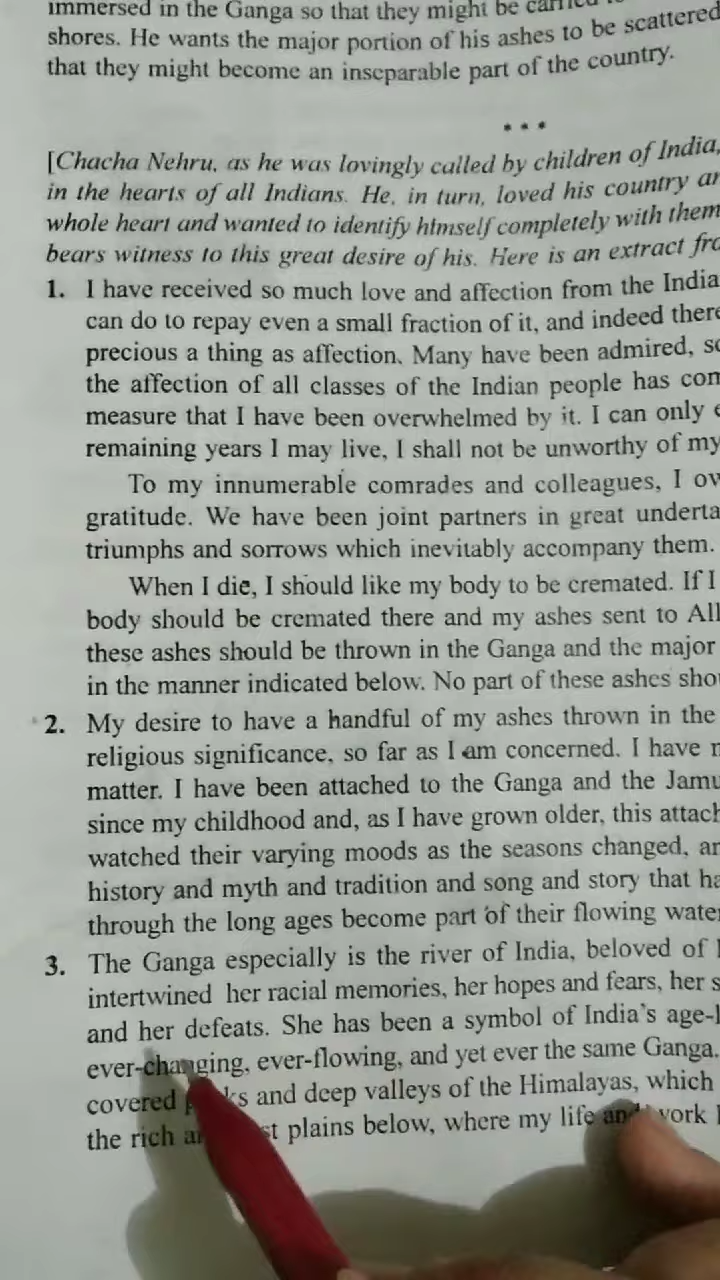 immersed in the Ganga so that they might be
shores. He wants the major portion of his ashes to be scattered
that they might become an inseparable part of the country.
* * *
[Chacha Nehru, as he was lovingly called by children of India,
in the hearts of all Indians. He, in turn, loved his country
whole heart and wanted to identify himself completely with them
bears witness to this great desire of his. Here is an extract
1. I have received so much love and affection from the India
can do to repay even a small fraction of it, and indeed
precious a thing as affection. Many have been admired,
the affection of all classes of the Indian people has
measure that I have been overwhelmed by it. I can only
remaining years I may live, I shall not be unworthy of my
To my innumerable comrades and colleagues, I
gratitude. We have been joint partners in great
triumphs and sorrows which inevitably accompany them.
When I die, I should like my body to be cremated. If I
body should be cremated there and my ashes sent to
these ashes should be thrown in the Ganga and the major
in the manner indicated below. No part of these ashes
2. My desire to have a handful of my ashes thrown in the
religious significance, so far as I am concerned. I have
matter. I have been attached to the Ganga and the
since my childhood and, as I have grown older, this
watched their varying moods as the seasons changed,
history and myth and tradition and song and story that
through the long ages become part of their flowing
3. The Ganga especially is the river of India, beloved of
intertwined her racial memories, her hopes and fears, her
and her defeats. She has been a symbol of India's
ever-changing, ever-flowing, and yet ever the same Ganga.
covered and deep valleys of the Himalayas, which
the rich plains below, where my life and work